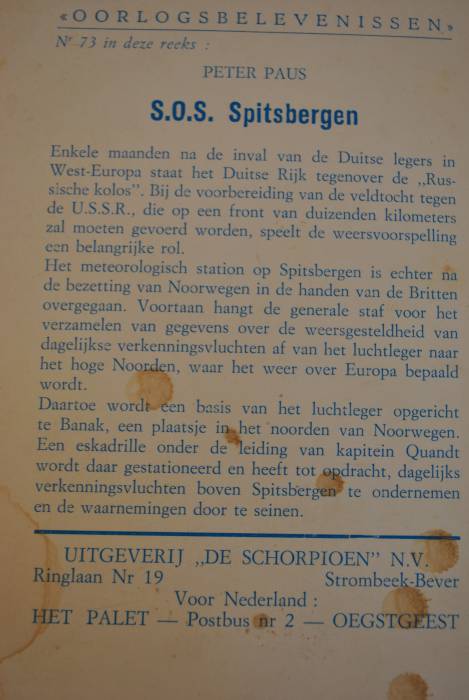 «OORLOGSBELEVENISSEN»
Nr 73 in deze reeks :
PETER PAUS
S.O.S. Spitsbergen
Enkele maanden na de inval van de Duitse legers in
West-Europa staat het Duitse Rijk tegenover de „Rus-
sische kolos”. Bij de voorbereiding van de veldtocht tegen
de U.S.S.R., die op een front van duizenden kilometers
zal moeten gevoerd worden, speelt de weersvoorspelling
een belangrijke rol.
Het meteorologisch station op Spitsbergen is echter na
de bezetting van Noorwegen in de handen van de Britten
overgegaan. Voortaan hangt de generale staf voor het
verzamelen van gegevens over de weersgesteldheid van
dagelijkse verkenningsvluchten af van het luchtleger naar
het hoge Noorden, waar het weer over Europa bepaald
wordt.
Daartoe wordt een basis van het luchtleger opgericht
te Banak, een plaatsje in het noorden van Noorwegen.
Een eskadrille onder de leiding van kapitein Quandt
wordt daar gestationeerd en heeft tot opdracht, dagelijks
verkenningsvluchten boven Spitsbergen te ondernemen
en de waarnemingen door te seinen.
UITGEVERIJ „DE SCHORPIOEN” N.V.
Ringlaan Nr 19 Strombeek-Bever
Voor Nederland :
HET PALET — Postbus nr 2 — OEGSTGEEST